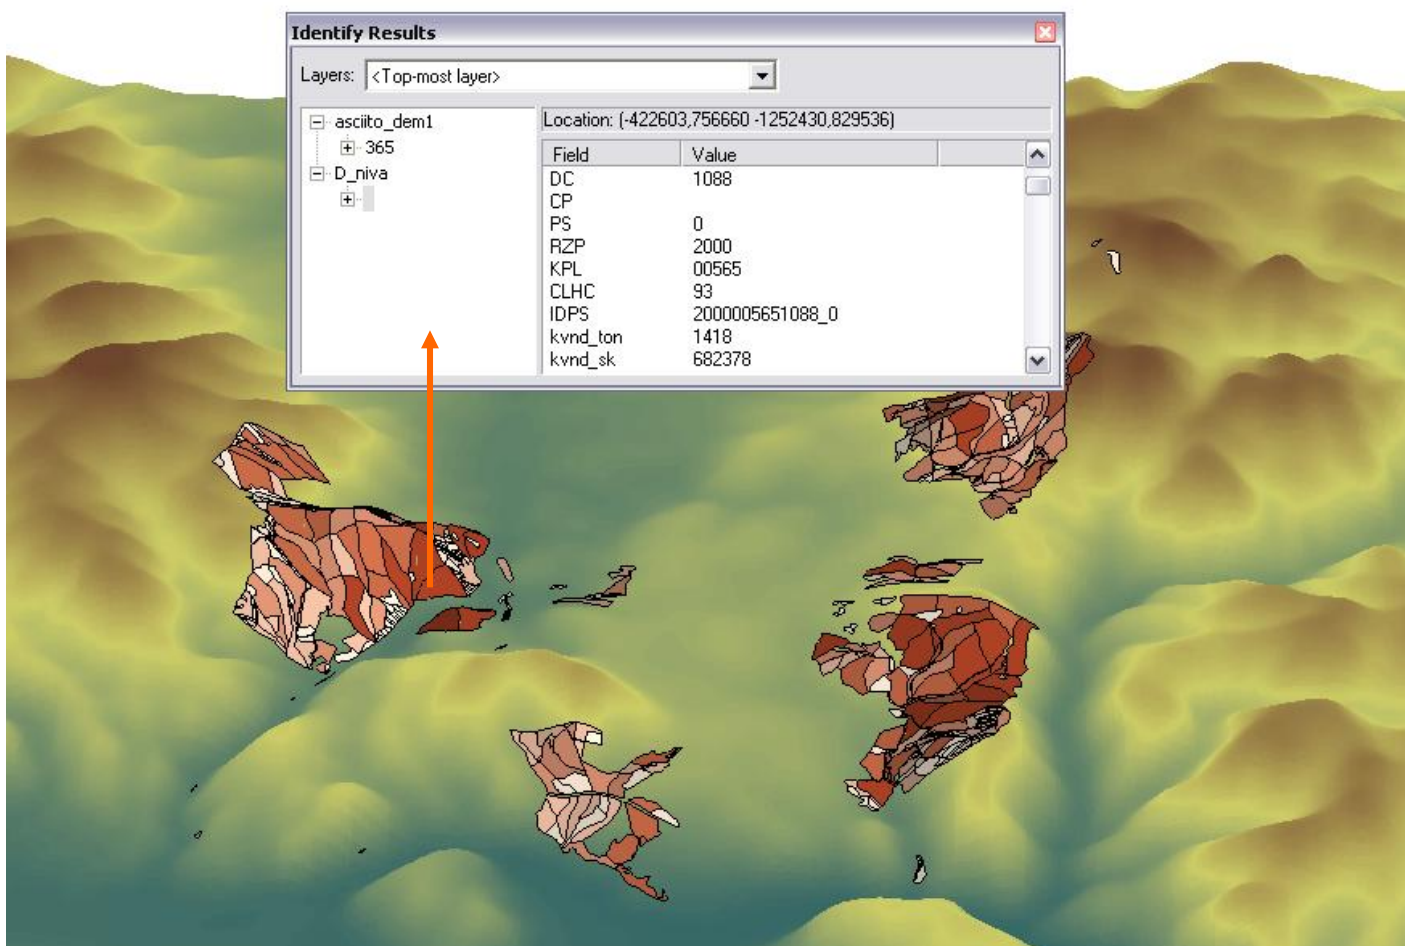 Identify Results
Layers: <Top-most layer>
asciito_dem1
365
D_niva
Location: (-422603,756660 -1252430,829536)
Field Value
DC 1088
CP
PS 0
RZP 2000
KPL 00565
CLHC 93
IDPS 2000005651088_0
kvnd_ton 1418
kvnd_sk 682378